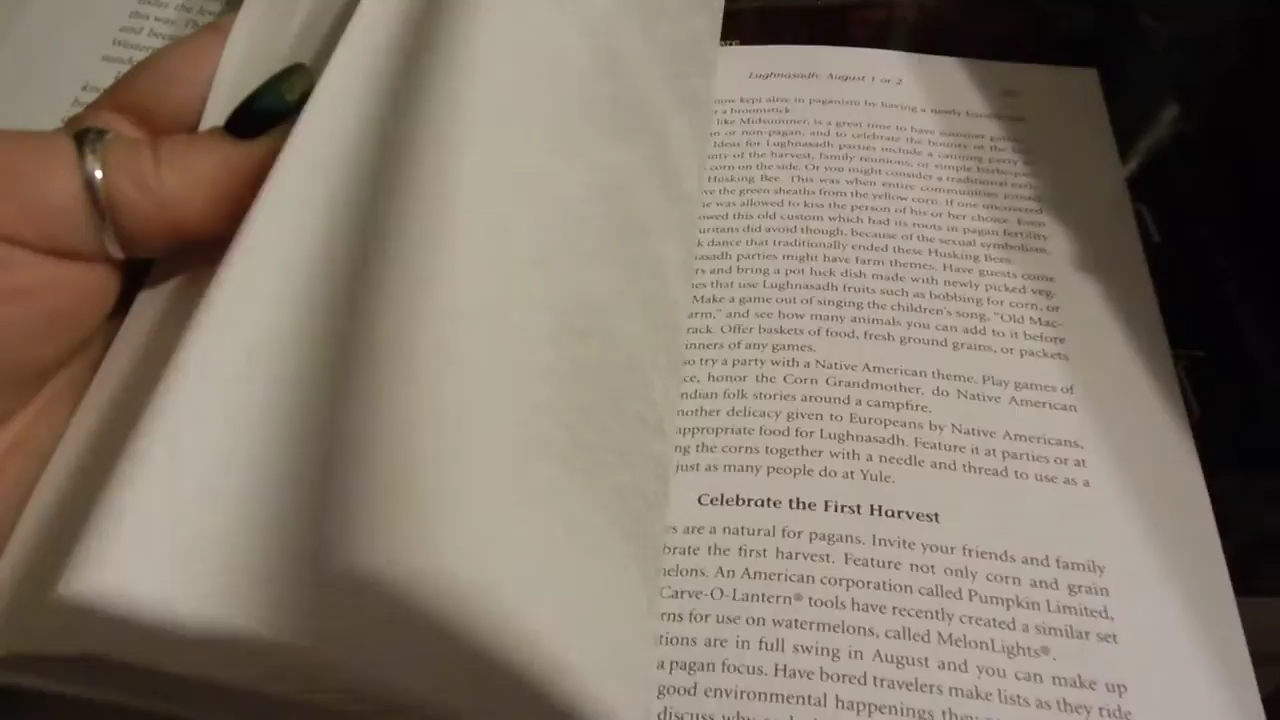 today the
this was. Th
and beca
Western
Lughnasadh: August 1 or 2
now kept alive in paganism by having a newly
a broomstick.
like Midsummer, is a great time to have summer
n or non-pagan, and to celebrate the bounty of the
Ideas for Lughnasadh parties include a canning party
nty of the harvest, family reunions, or simple barbeque
corn on the side. Or you might consider a traditional
Husking Bee. This was when entire communities joined
ve the green sheaths from the yellow corn. If one uncovered
e was allowed to kiss the person of his or her choice. Even
owed this old custom which had its roots in pagan fertility
uritans did avoid though, because of the sexual symbolism,
k dance that traditionally ended these Husking Bees.
nasadh parties might have farm themes. Have guests come
rs and bring a pot luck dish made with newly picked veg-
es that use Lughnasadh fruits such as bobbing for corn, or
Make a game out of singing the children's song, "Old Mac-
arm," and see how many animals you can add to it before
rack. Offer baskets of food, fresh ground grains, or packets
inners of any games.
so try a party with a Native American theme. Play games of
ce, honor the Corn Grandmother, do Native American
ndian folk stories around a campfire.
nother delicacy given to Europeans by Native Americans,
appropriate food for Lughnasadh. Feature it at parties or at
ng the corns together with a needle and thread to use as a
just as many people do at Yule.
Celebrate the First Harvest
s are a natural for pagans. Invite your friends and family
brate the first harvest. Feature not only corn and grain
elons. An American corporation called Pumpkin Limited,
Carve-O-Lantern® tools have recently created a similar set
rns for use on watermelons, called MelonLights®.
tions are in full swing in August and you can make up
a pagan focus. Have bored travelers make lists as they ride
good environmental happenings they
discuss why